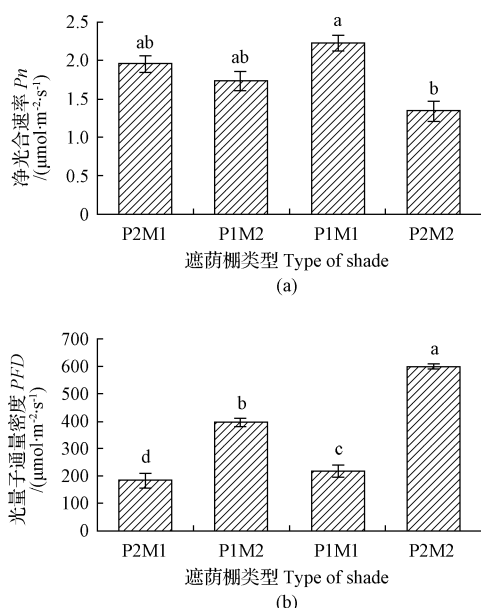 净光合速率 Pn
/(μmol·m⁻²·s⁻¹)
2.5
2.0
1.5
1.0
0.5
0
ab
ab
a
b
P2M1 P1M2 P1M1 P2M2
遮荫棚类型 Type of shade
(a)
光量子通量密度 PFD
/(μmol·m⁻²·s⁻¹)
700
600
500
400
300
200
100
0
d
b
c
a
P2M1 P1M2 P1M1 P2M2
遮荫棚类型 Type of shade
(b)